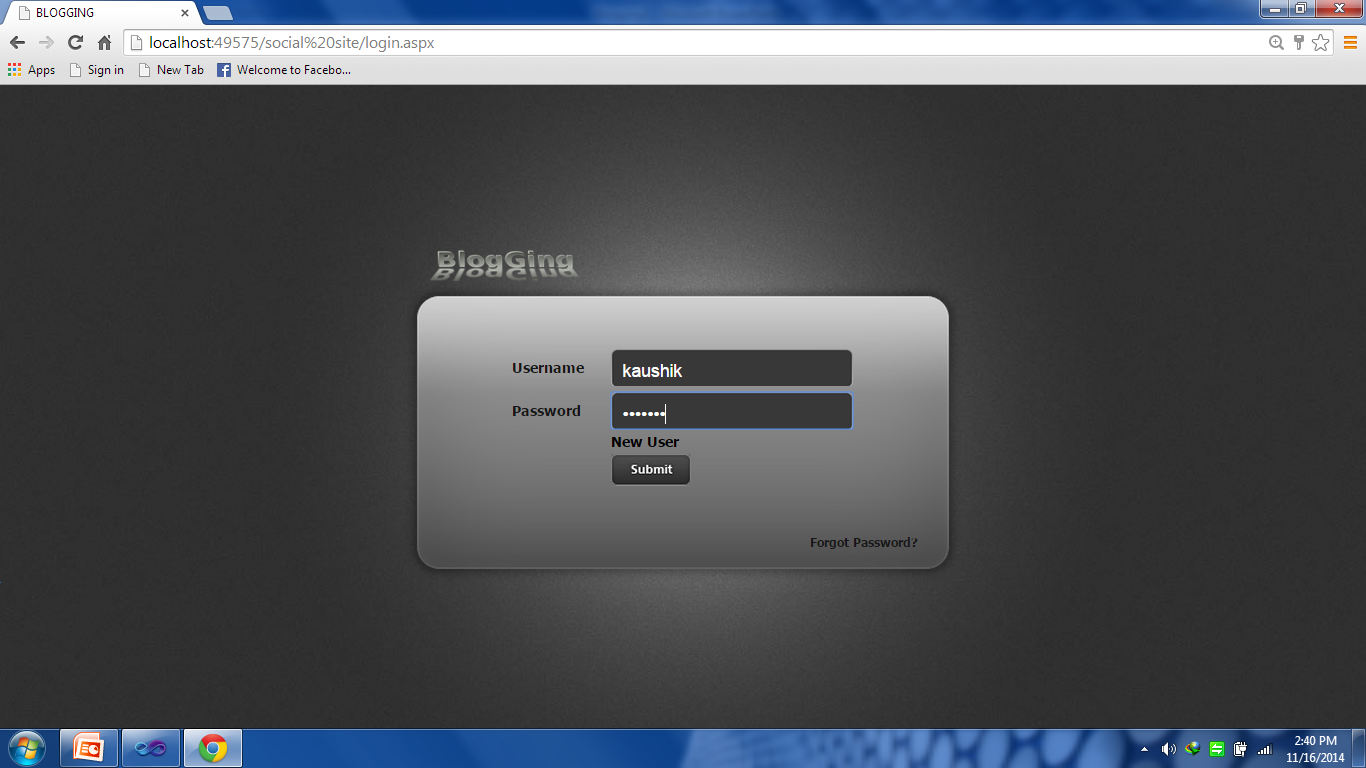 BLOGGING
localhost:49575/social%20site/login.aspx
Apps Sign in New Tab Welcome to Facebo...
BlogGing
Username kaushik
Password •••••••
New User
Submit
Forgot Password?
2:40 PM
11/16/2014